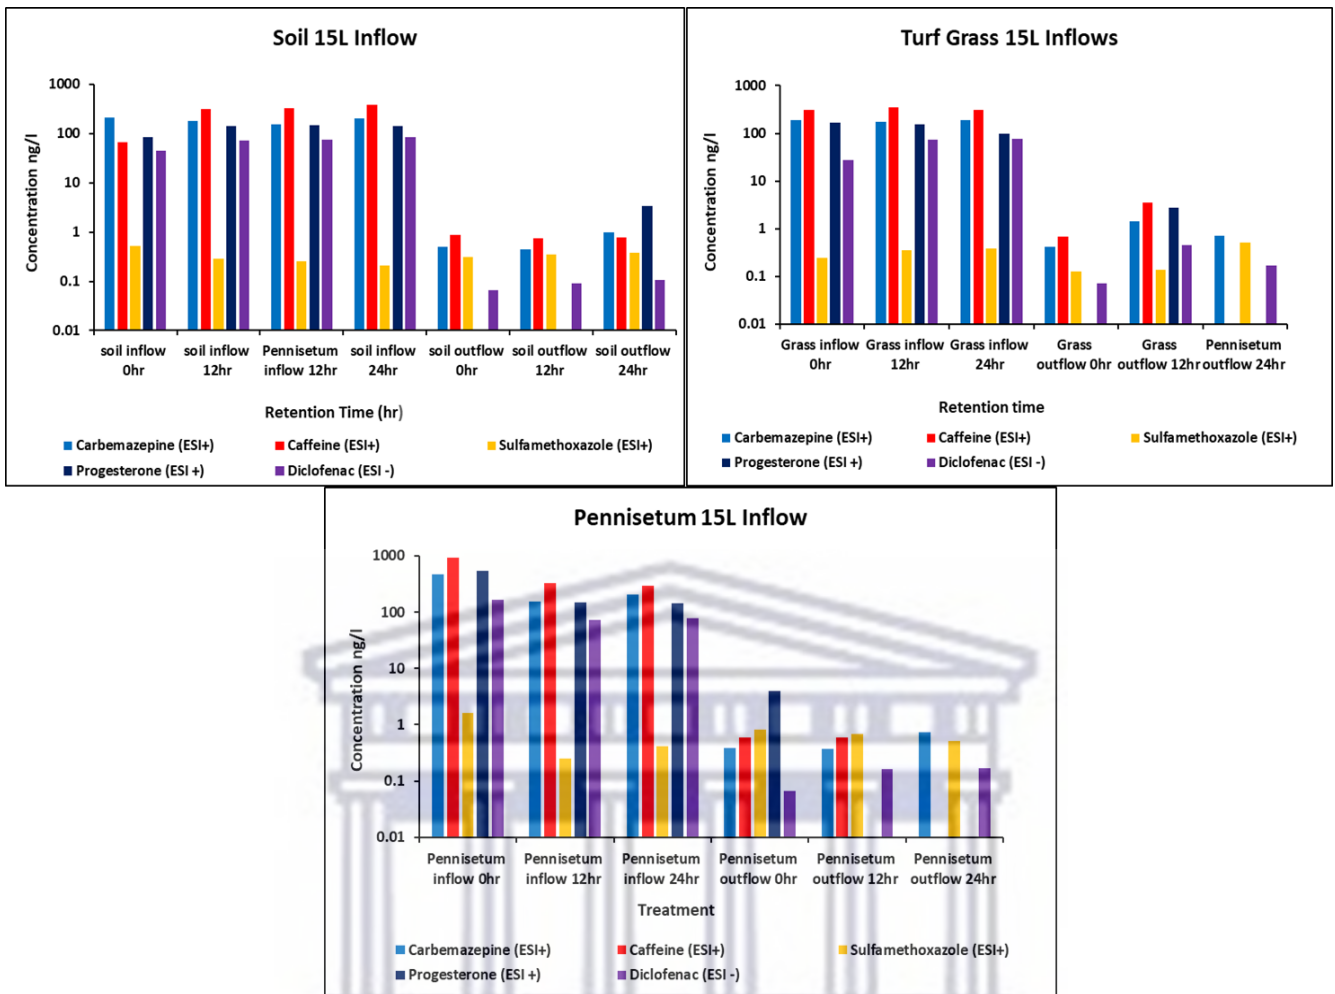 Soil 15L Inflow
Concentration ng/l
1000
100
10
1
0.1
0.01
soil inflow 0hr
soil inflow 12hr
Pennisetum inflow 12hr
soil inflow 24hr
soil outflow 0hr
soil outflow 12hr
soil outflow 24hr
Retention Time (hr)
Carbemazepine (ESI+)
Caffeine (ESI+)
Sulfamethoxazole (ESI+)
Progesterone (ESI +)
Diclofenac (ESI -)
Turf Grass 15L Inflows
Concentration ng/l
1000
100
10
1
0.1
0.01
Grass inflow 0hr
Grass inflow 12hr
Grass inflow 24hr
Grass outflow 0hr
Grass outflow 12hr
Pennisetum outflow 24hr
Retention time
Carbemazepine (ESI+)
Caffeine (ESI+)
Sulfamethoxazole (ESI+)
Progesterone (ESI +)
Diclofenac (ESI -)
Pennisetum 15L Inflow
Concentration ng/l
1000
100
10
1
0.1
0.01
Pennisetum inflow 0hr
Pennisetum inflow 12hr
Pennisetum inflow 24hr
Pennisetum outflow 0hr
Pennisetum outflow 12hr
Pennisetum outflow 24hr
Treatment
Carbemazepine (ESI+)
Caffeine (ESI+)
Sulfamethoxazole (ESI+)
Progesterone (ESI +)
Diclofenac (ESI -)